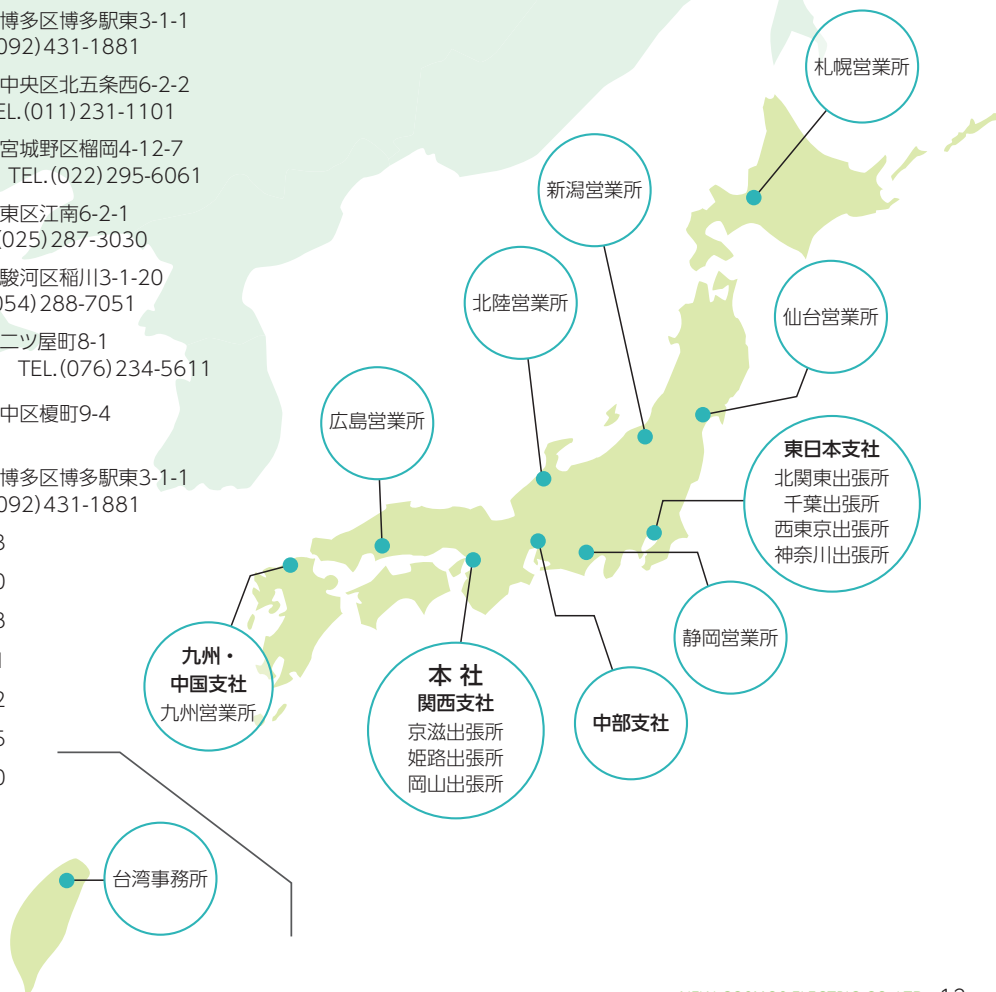 博多区博多駅東3-1-1
092)431-1881
中央区北五条西6-2-2
EL.(011)231-1101
宮城野区榴岡4-12-7
TEL.(022)295-6061
東区江南6-2-1
(025)287-3030
駿河区稲川3-1-20
054)288-7051
二ツ屋町8-1
TEL.(076)234-5611
中区榎町9-4
博多区博多駅東3-1-1
092)431-1881
札幌営業所
新潟営業所
北陸営業所
仙台営業所
広島営業所
東日本支社
北関東出張所
千葉出張所
西東京出張所
神奈川出張所
静岡営業所
九州・
中国支社
九州営業所
本 社
関西支社
京滋出張所
姫路出張所
岡山出張所
中部支社
台湾事務所